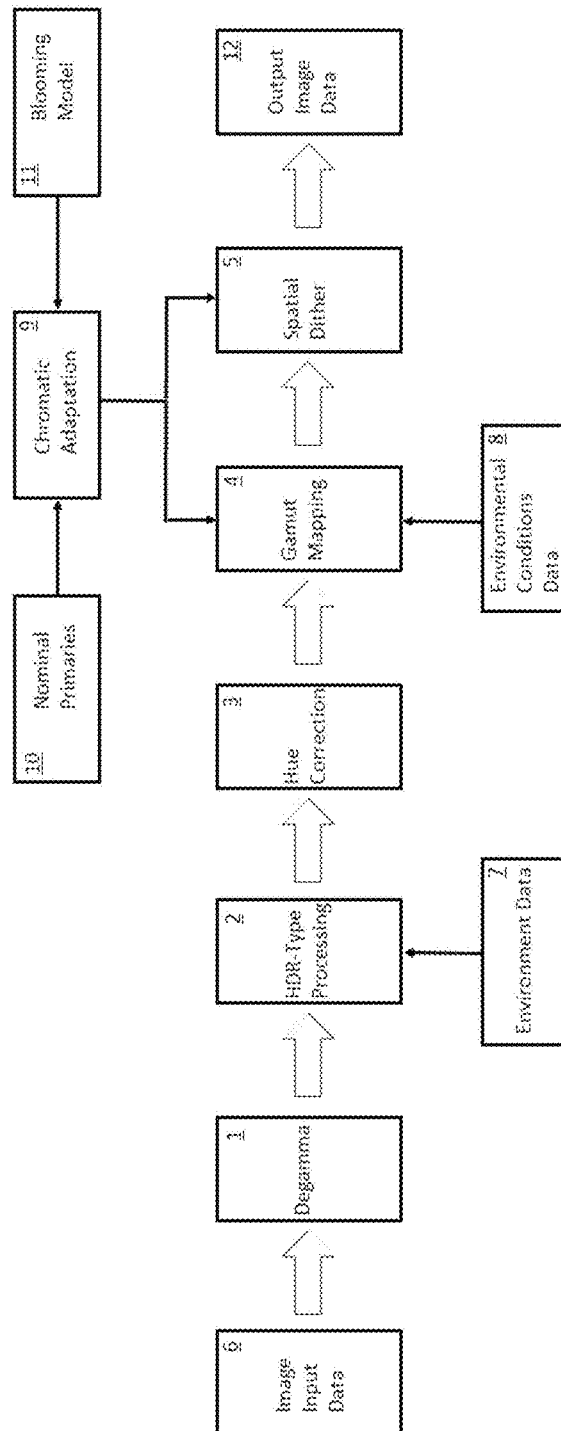 10
Nominal
Primaries
9
Chromatic
Adaptation
11
Blooming
Model
6
Image
Input
Data
1
Degamma
2
HDR-Type
Processing
3
Hue
Correction
4
Gamut
Mapping
5
Spatial
Dither
12
Output
Image
Data
7
Environment Data
8
Environmental
Conditions
Data